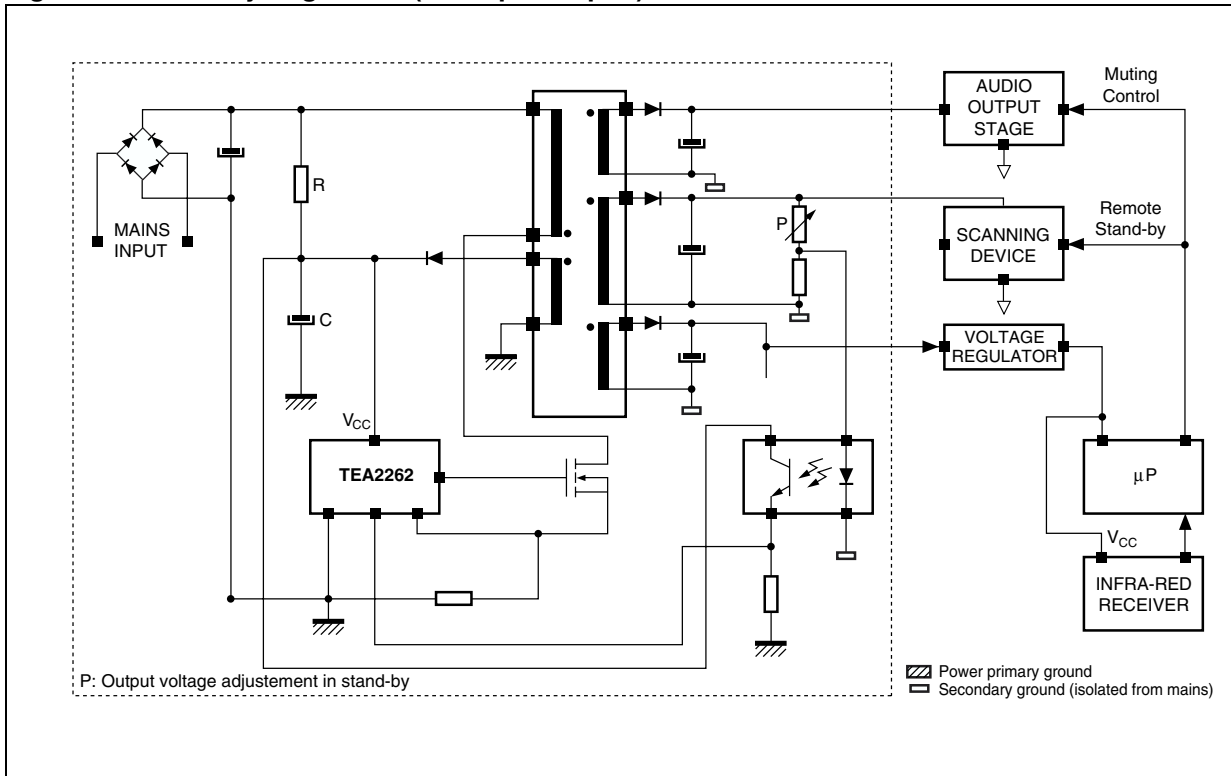 AUDIO
OUTPUT
STAGE
Muting
Control
R
MAINS
INPUT
P
SCANNING
DEVICE
Remote
Stand-by
C
VOLTAGE
REGULATOR
VCC
TEA2262
µP
VCC
INFRA-RED
RECEIVER
P: Output voltage adjustement in stand-by
Power primary ground
Secondary ground (isolated from mains)